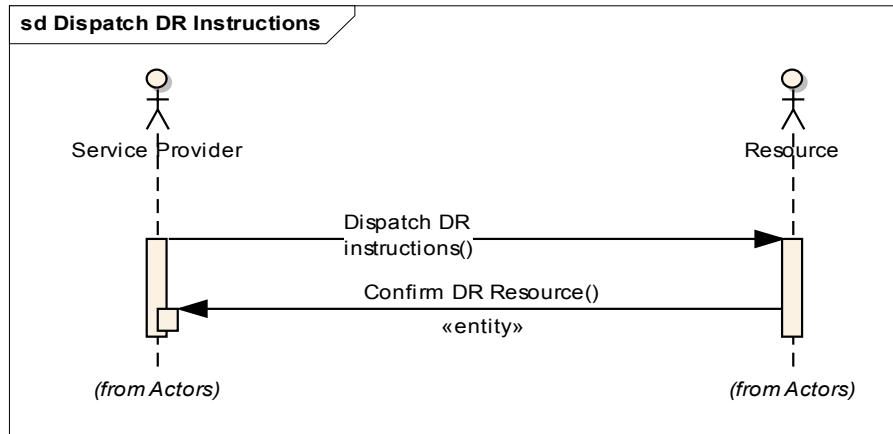 sd Dispatch DR Instructions
Service Provider
Resource
Dispatch DR
instructions()
Confirm DR Resource()
«entity»
(from Actors)
(from Actors)